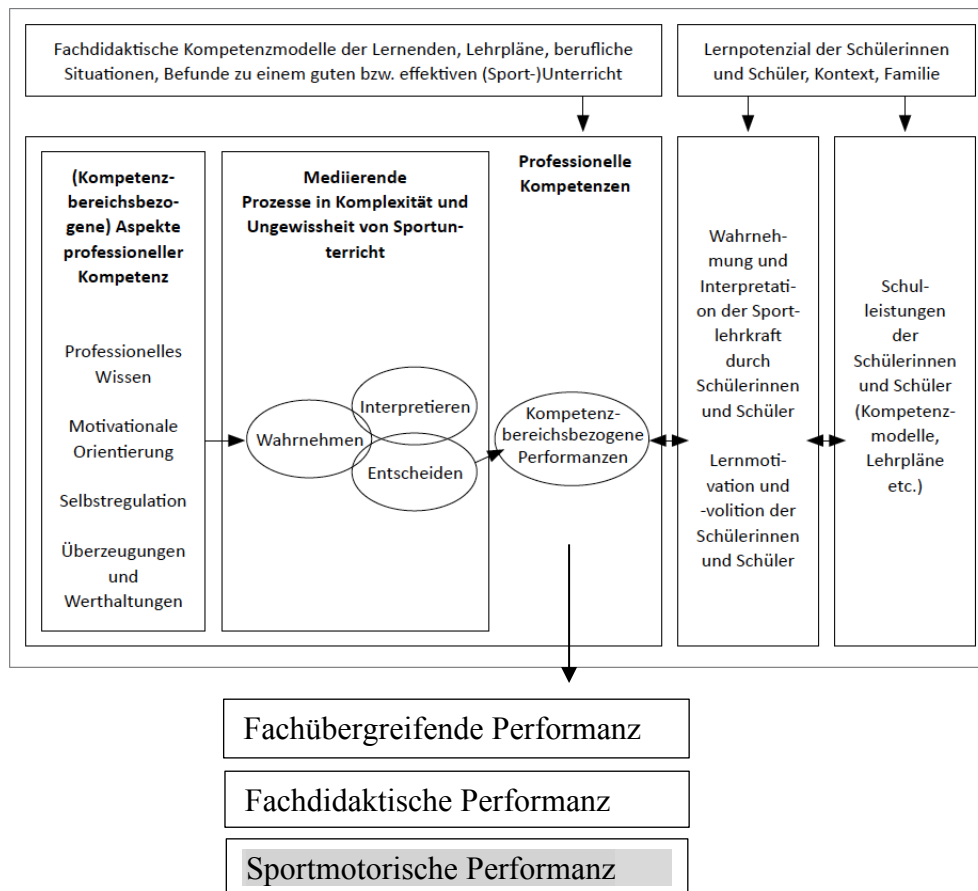 Fachdidaktische Kompetenzmodelle der Lernenden, Lehrpläne, berufliche
Situationen, Befunde zu einem guten bzw. effektiven (Sport-)Unterricht
Lernpotenzial der Schülerinnen
und Schüler, Kontext, Familie
(Kompetenz-
bereichsbezo-
gene) Aspekte
professioneller
Kompetenz
Professionelles
Wissen
Motivationale
Orientierung
Selbstregulation
Überzeugungen
und
Werthaltungen
Mediierende
Prozesse in Komplexität und
Ungewissheit von Sportun-
terricht
Wahrnehmen
Interpretieren
Entscheiden
Professionelle
Kompetenzen
Kompetenz-
bereichsbezogene
Performanzen
Wahrneh-
mung und
Interpretati-
on der Sport-
lehrkraft
durch
Schülerinnen
und Schüler
Lernmoti-
vation und
-volition der
Schülerinnen
und Schüler
Schul-
leistungen
der
Schülerinnen
und Schüler
(Kompetenz-
modelle,
Lehrpläne
etc.)
Fachübergreifende Performanz
Fachdidaktische Performanz
Sportmotorische Performanz